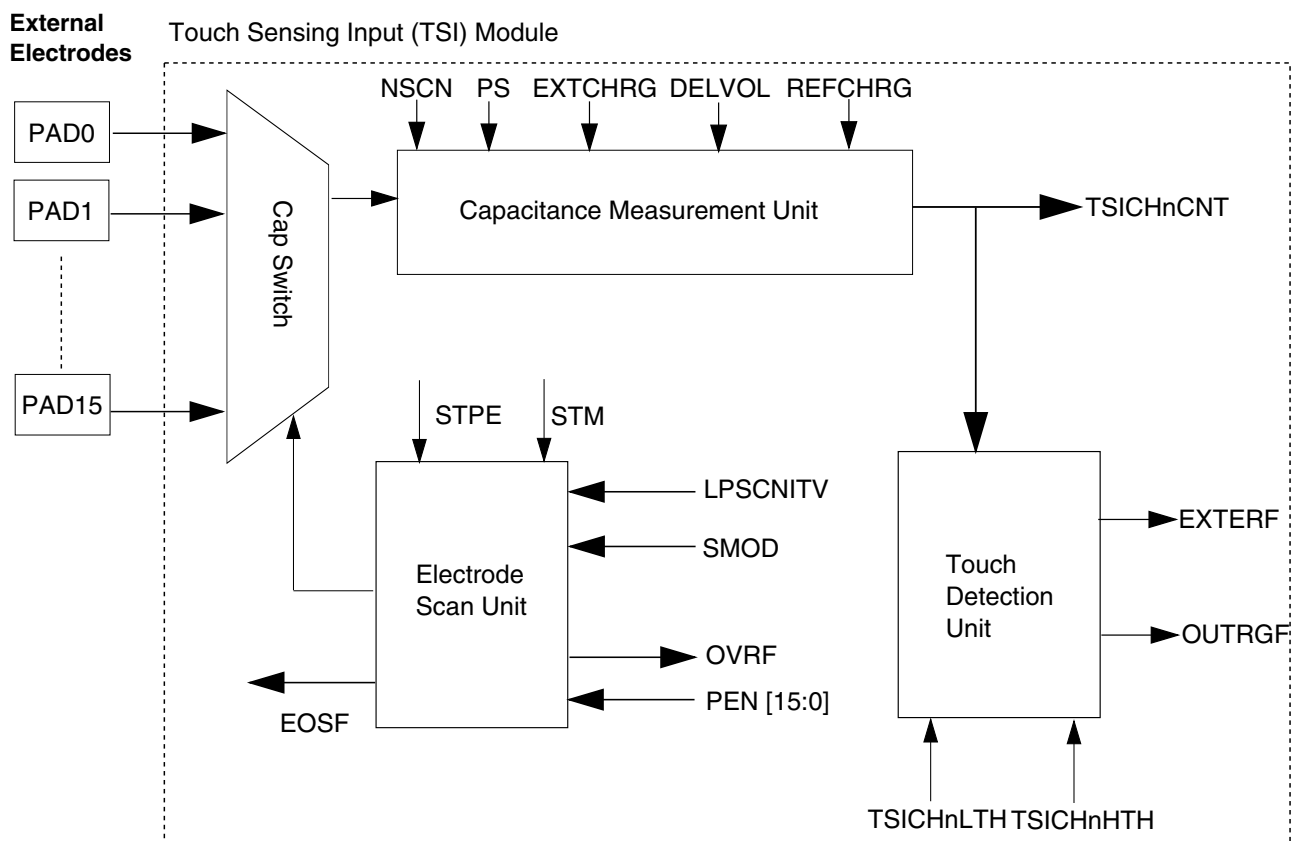 External
Electrodes
Touch Sensing Input (TSI) Module
NSCN PS EXTCHRG DELVOL REFCHRG
PAD0
PAD1
PAD15
Cap Switch
Capacitance Measurement Unit
TSICHnCNT
STPE
STM
LPSCNITV
SMOD
Electrode
Scan Unit
OVRF
PEN [15:0]
EOSF
Touch
Detection
Unit
EXTERF
OUTRGF
TSICHnLTH TSICHnHTH